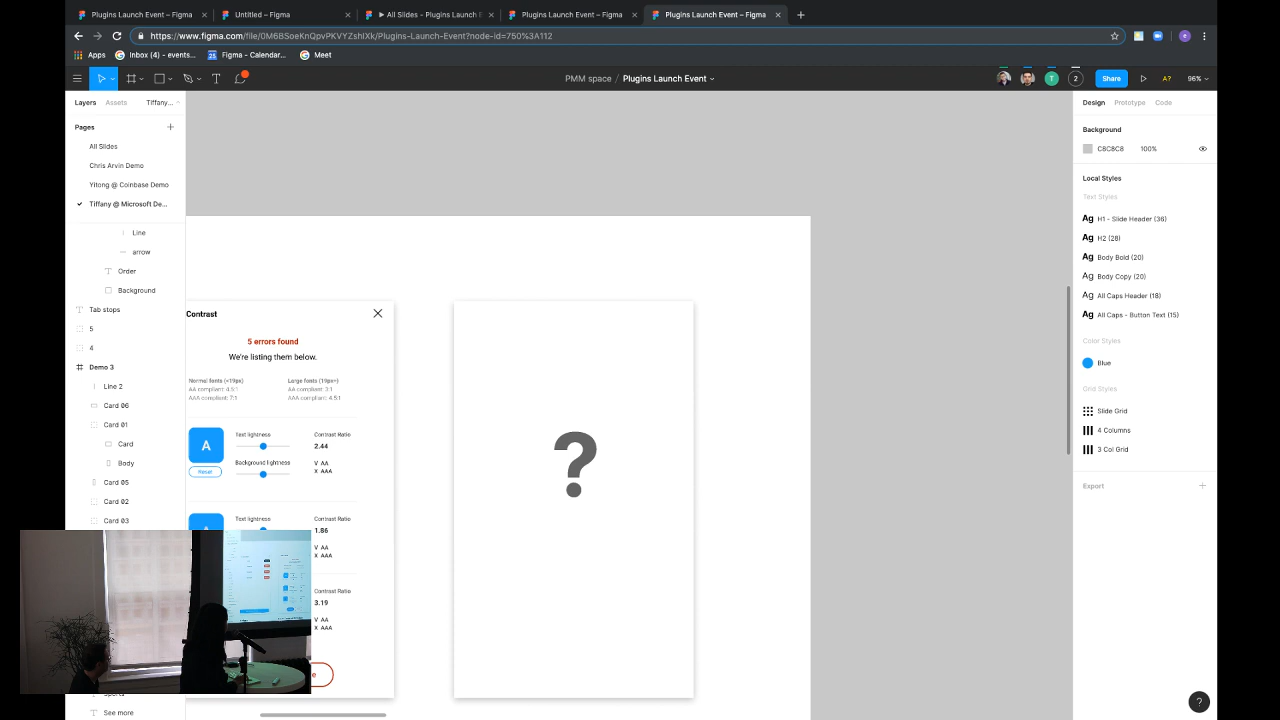 Plugins Launch Event – Figma
Untitled – Figma
▶ All Slides - Plugins Launch E
Plugins Launch Event – Figma
Plugins Launch Event – Figma
https://www.figma.com/file/0M6BSoeKnQpvPKVYZshIXk/Plugins-Launch-Event?node-id=750%3A112
Apps
Inbox (4) - events...
Figma - Calendar...
Meet
PMM space / Plugins Launch Event
T
2
Share
A?
96%
Layers
Assets
Tiffany...
Pages
All Slides
Chris Arvin Demo
Yitong @ Coinbase Demo
Tiffany @ Microsoft De...
Line
arrow
Order
Background
Tab stops
5
4
Demo 3
Line 2
Card 06
Card 01
Card
Body
Card 05
Card 02
Card 03
See more
Contrast
5 errors found
We're listing them below.
Normal fonts (<19px)
AA compliant: 4.5:1
AAA compliant: 7:1
Large fonts (19px+)
AA compliant: 3:1
AAA compliant: 4.5:1
A
Reset
Text lightness
Background lightness
Contrast Ratio
2.44
V AA
X AAA
Text lightness
Contrast Ratio
1.86
V AA
X AAA
Contrast Ratio
3.19
V AA
X AAA
?
Design
Prototype
Code
Background
C8C8C8
100%
Local Styles
Text Styles
Ag H1 - Slide Header (36)
Ag H2 (28)
Ag Body Bold (20)
Ag Body Copy (20)
Ag All Caps Header (18)
Ag All Caps - Button Text (15)
Color Styles
Blue
Grid Styles
Slide Grid
4 Columns
3 Col Grid
Export
?